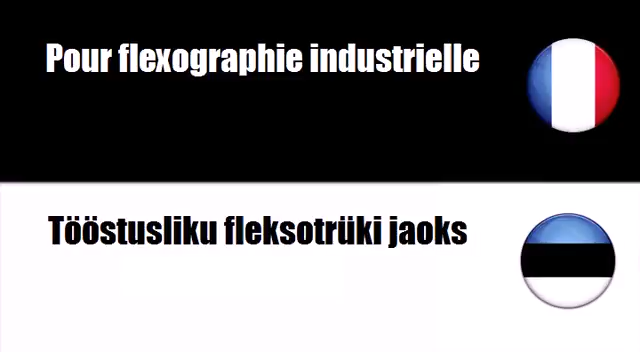 Pour flexographie industrielle
Tööstusliku fleksotrüki jaoks